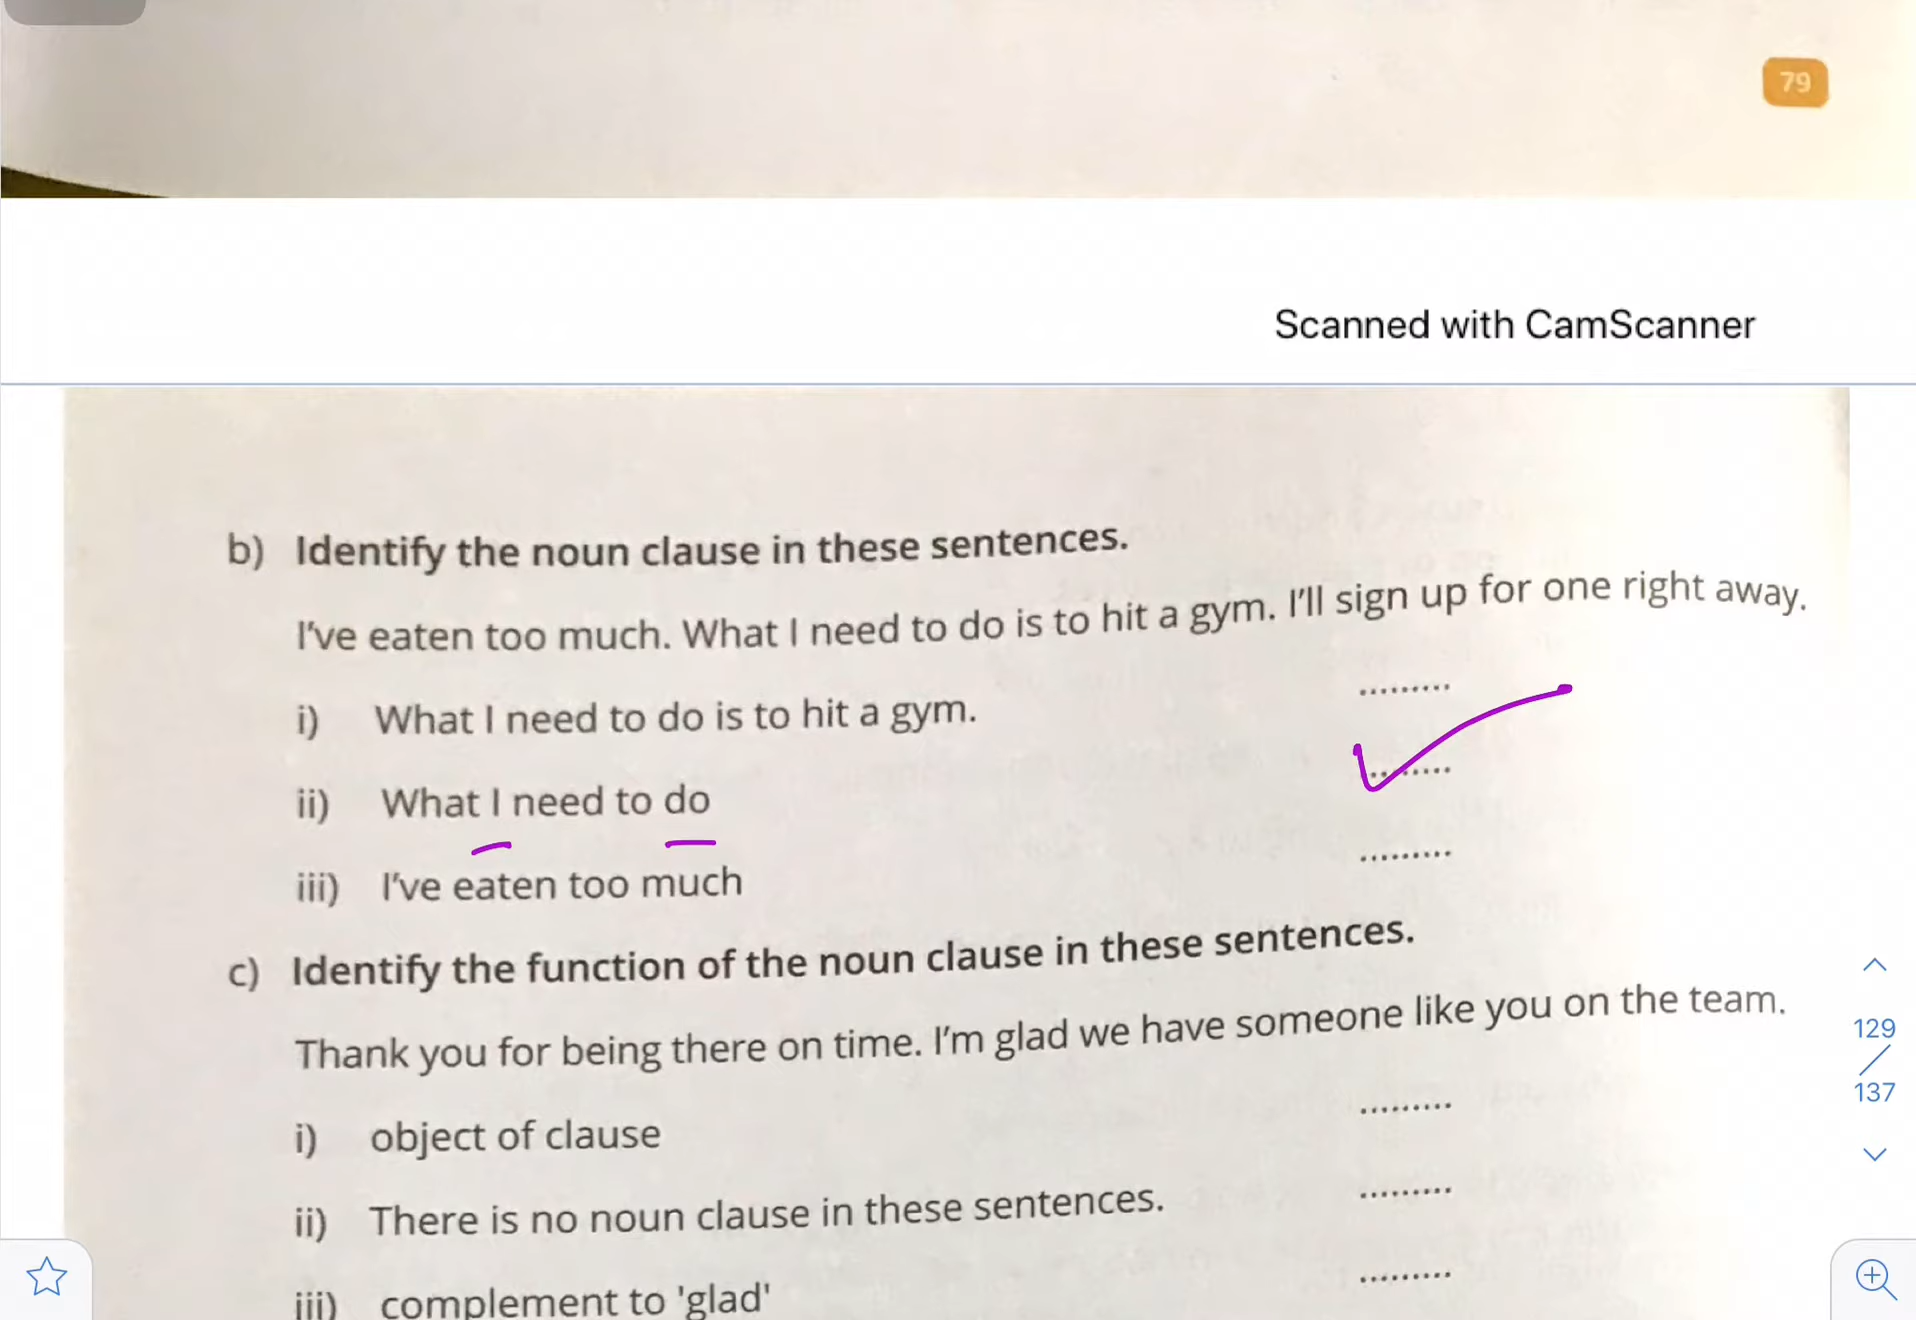 79
Scanned with CamScanner
b) Identify the noun clause in these sentences.
I've eaten too much. What I need to do is to hit a gym. I'll sign up for one right away.
i) What I need to do is to hit a gym. .........
ii) What I need to do .........
iii) I've eaten too much .........
c) Identify the function of the noun clause in these sentences.
Thank you for being there on time. I'm glad we have someone like you on the team.
i) object of clause .........
ii) There is no noun clause in these sentences. .........
iii) complement to 'glad' .........
129
/
137